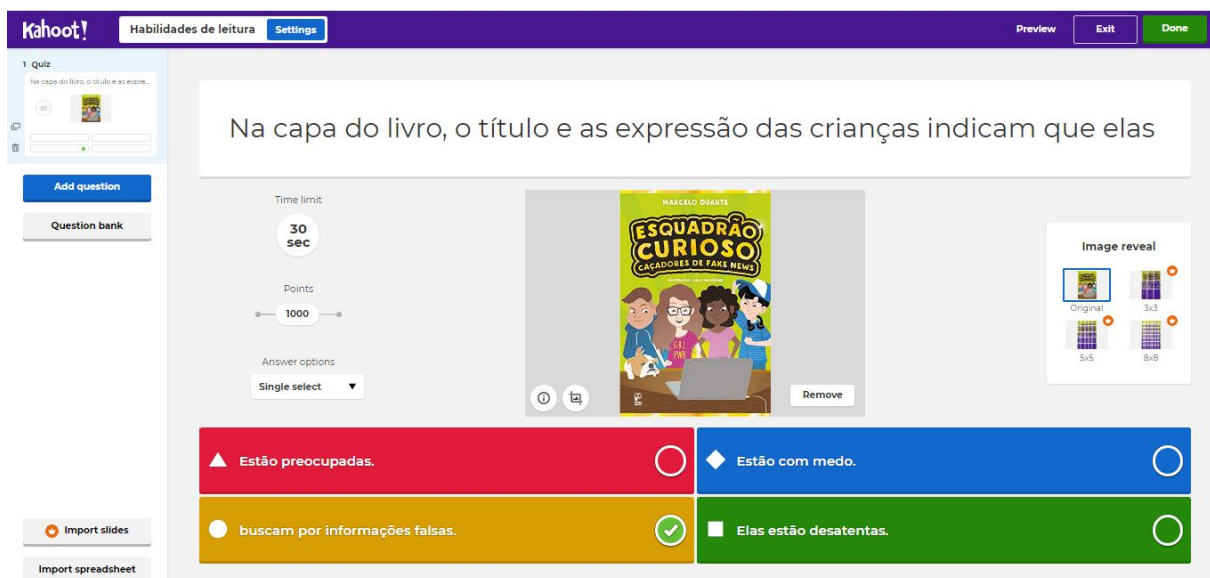 Kahoot!
Habilidades de leitura
Settings
Preview
Exit
Done
1 Quiz
Na capa do livro, o título e as expre...
30
Add question
Question bank
Import slides
Import spreadsheet
Na capa do livro, o título e as expressão das crianças indicam que elas
Time limit
30
sec
Points
1000
Answer options
Single select
MARCELO DUARTE
ESQUADRÃO
CURIOSO
CAÇADORES DE FAKE NEWS
GRL
PWR
Remove
Image reveal
Original
3x3
5x5
8x8
Estão preocupadas.
Estão com medo.
buscam por informações falsas.
Elas estão desatentas.